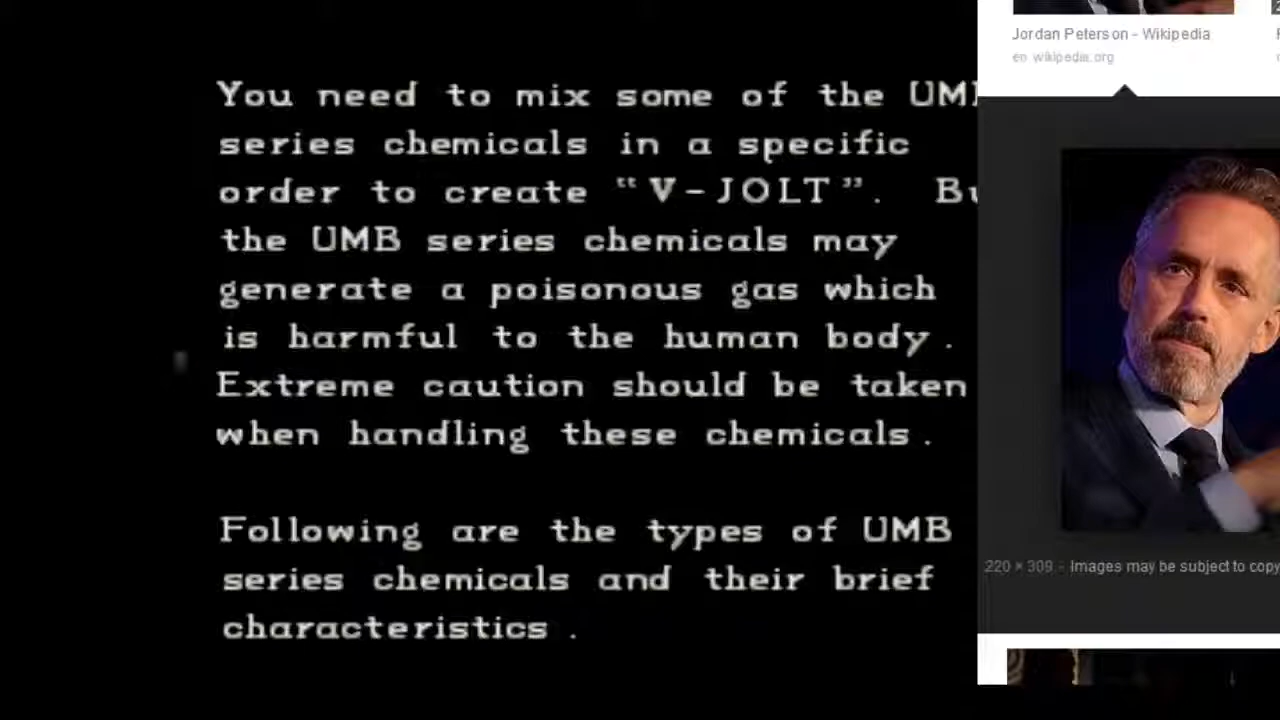 You need to mix some of the UMB
series chemicals in a specific
order to create "V-JOLT". Bu
the UMB series chemicals may
generate a poisonous gas which
is harmful to the human body.
Extreme caution should be taken
when handling these chemicals.
Following are the types of UMB
series chemicals and their brief
characteristics.
Jordan Peterson - Wikipedia
en.wikipedia.org
220 × 309 - Images may be subject to copy